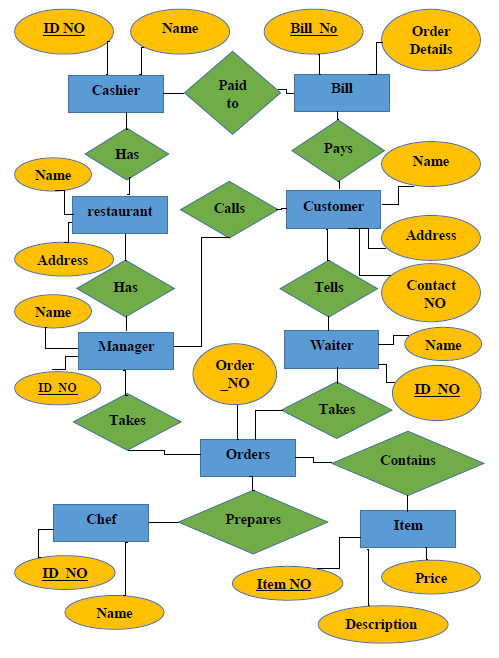 ID NO
Name
Bill_No
Order
Details
Cashier
Paid
to
Bill
Has
Pays
Name
Name
restaurant
Calls
Customer
Address
Address
Has
Tells
Contact
NO
Name
Manager
Waiter
Name
ID_NO
Order
_NO
ID_NO
Takes
Takes
Orders
Contains
Chef
Prepares
Item
ID_NO
Item NO
Price
Name
Description